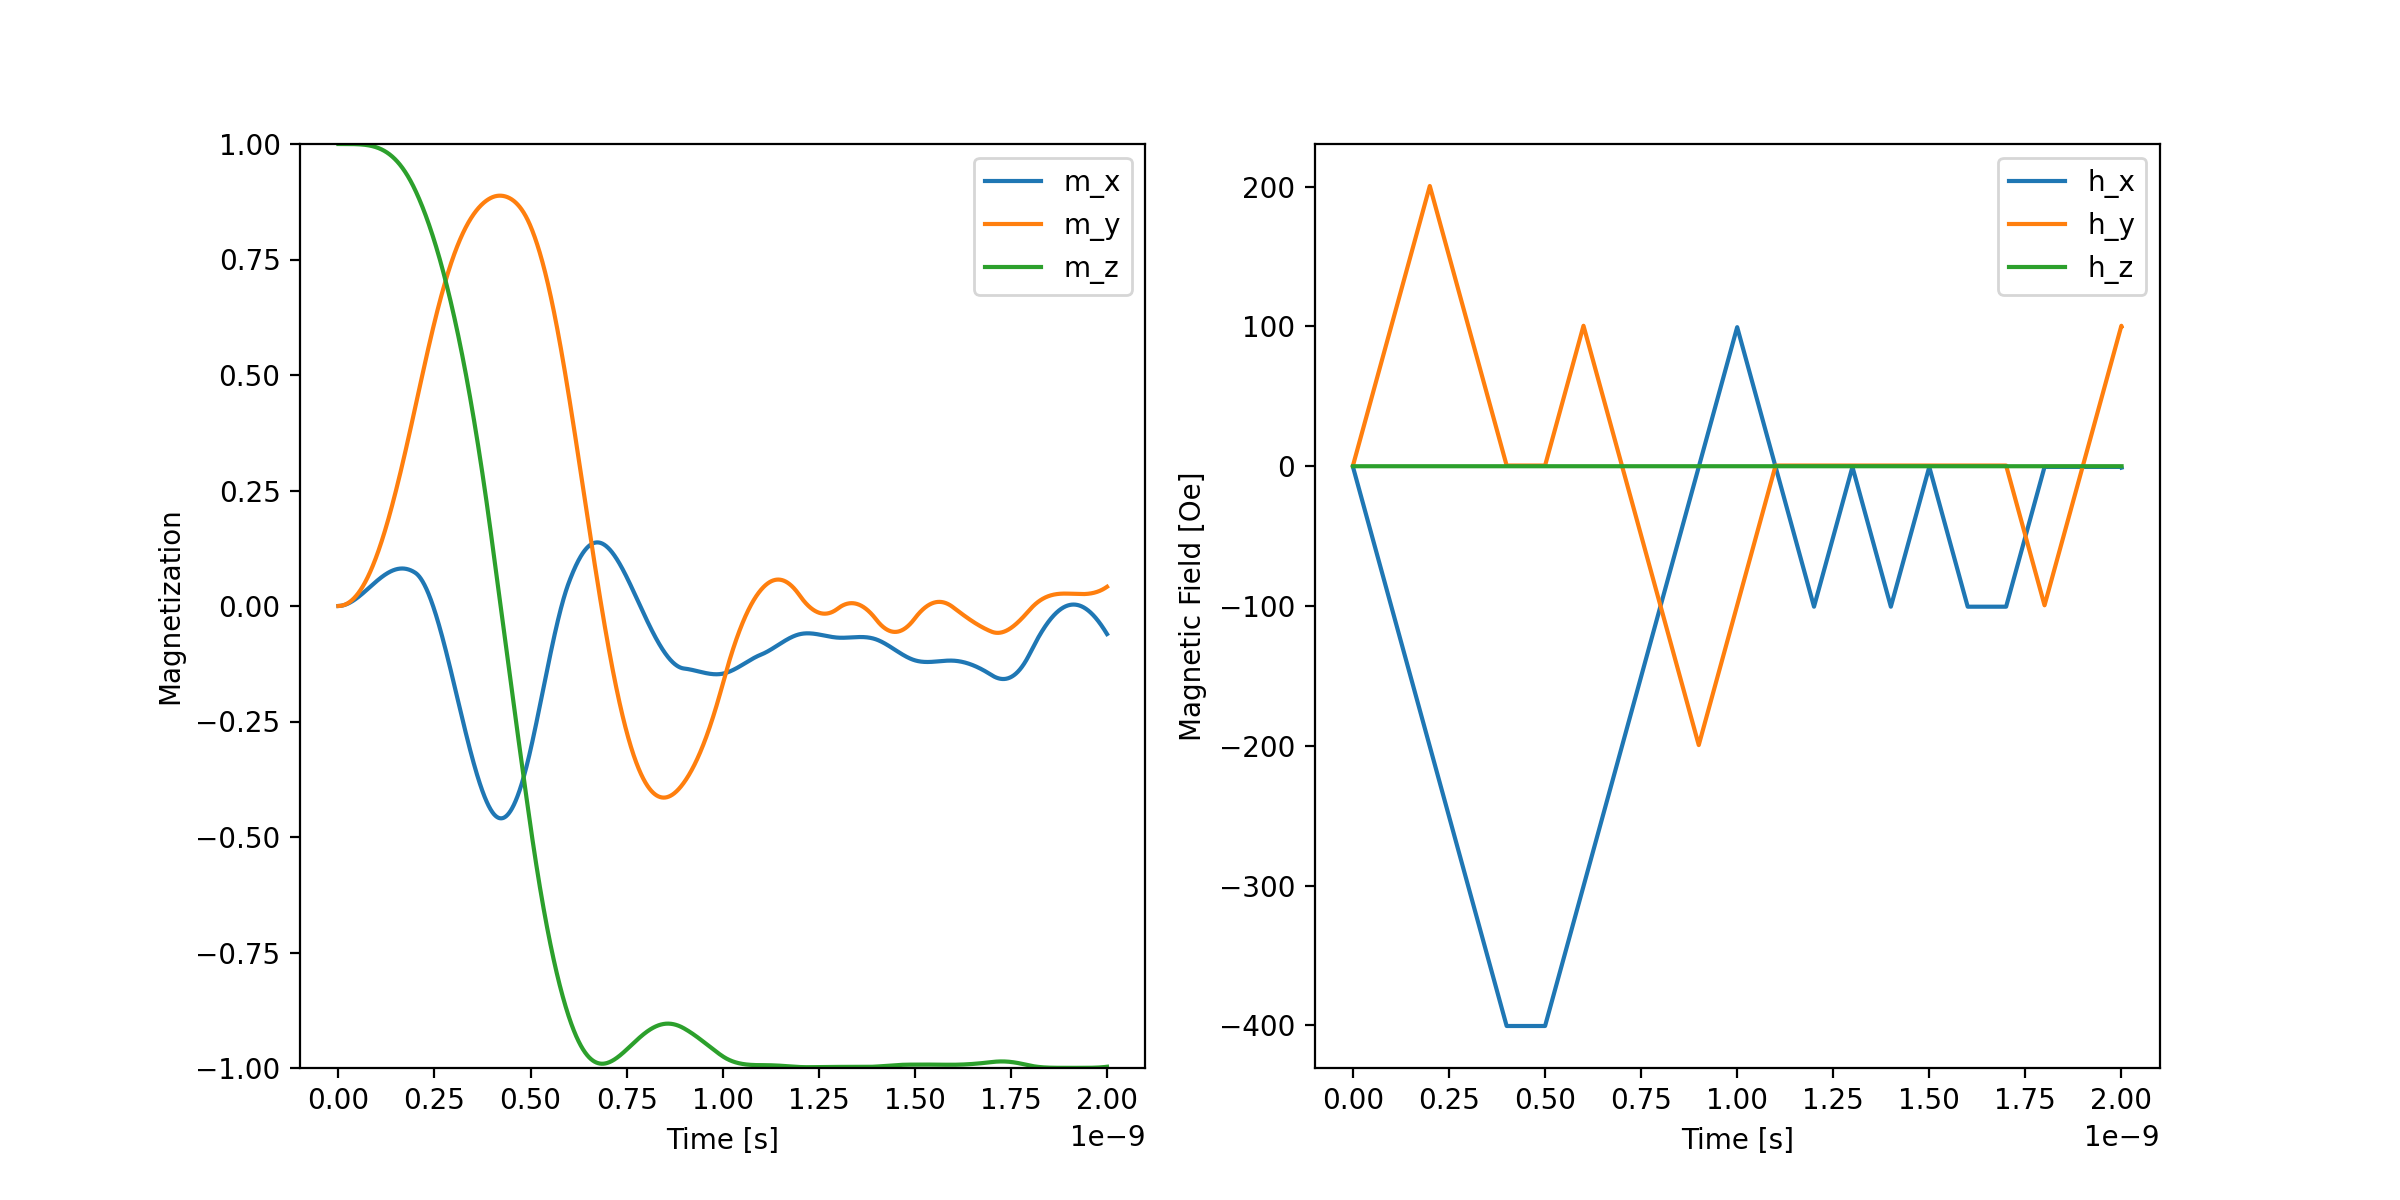 1.00
0.75
0.50
0.25
0.00
−0.25
−0.50
−0.75
−1.00
Magnetization
0.00 0.25 0.50 0.75 1.00 1.25 1.50 1.75 2.00
Time [s]
1e−9
m_x
m_y
m_z
200
100
0
−100
−200
−300
−400
Magnetic Field [Oe]
0.00 0.25 0.50 0.75 1.00 1.25 1.50 1.75 2.00
Time [s]
1e−9
h_x
h_y
h_z